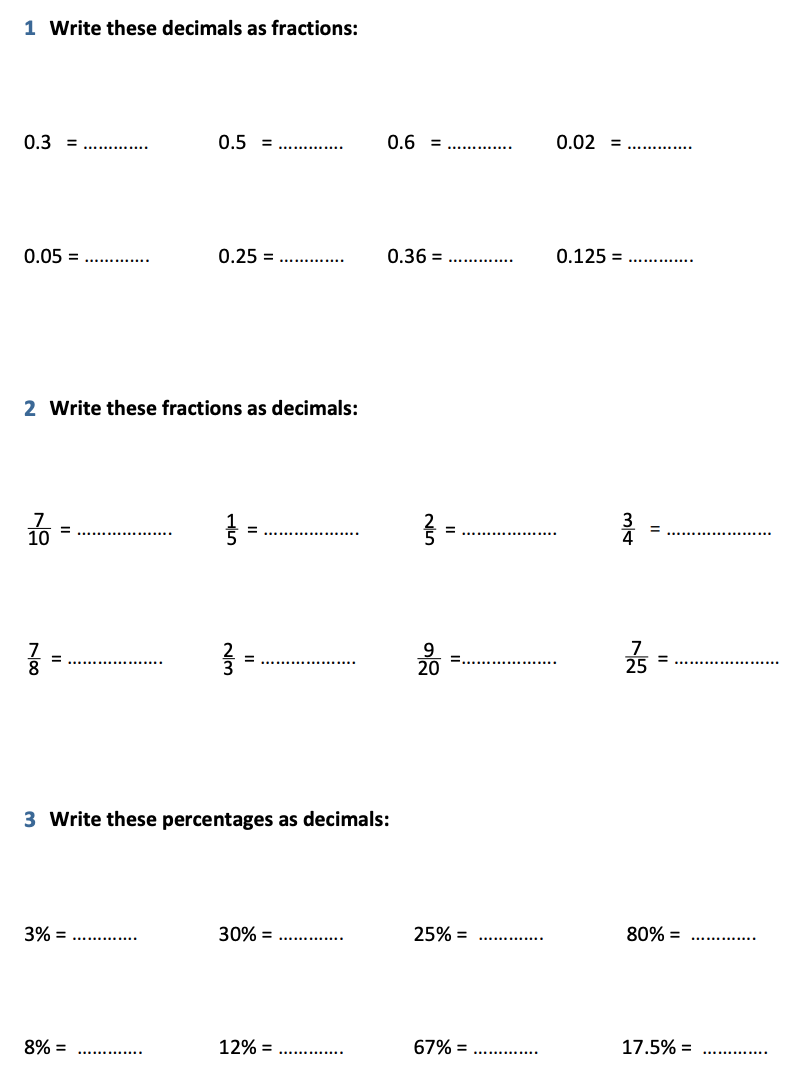 1 Write these decimals as fractions:
0.3 = ............. 0.5 = ............. 0.6 = ............. 0.02 = .............
0.05 = ............. 0.25 = ............. 0.36 = ............. 0.125 = .............
2 Write these fractions as decimals:
7/10 = ................... 1/5 = ................... 2/5 = ................... 3/4 = .....................
7/8 = ................... 2/3 = ................... 9/20 =................... 7/25 = .....................
3 Write these percentages as decimals:
3% = ............. 30% = ............. 25% = ............. 80% = .............
8% = ............. 12% = ............. 67% = ............. 17.5% = .............